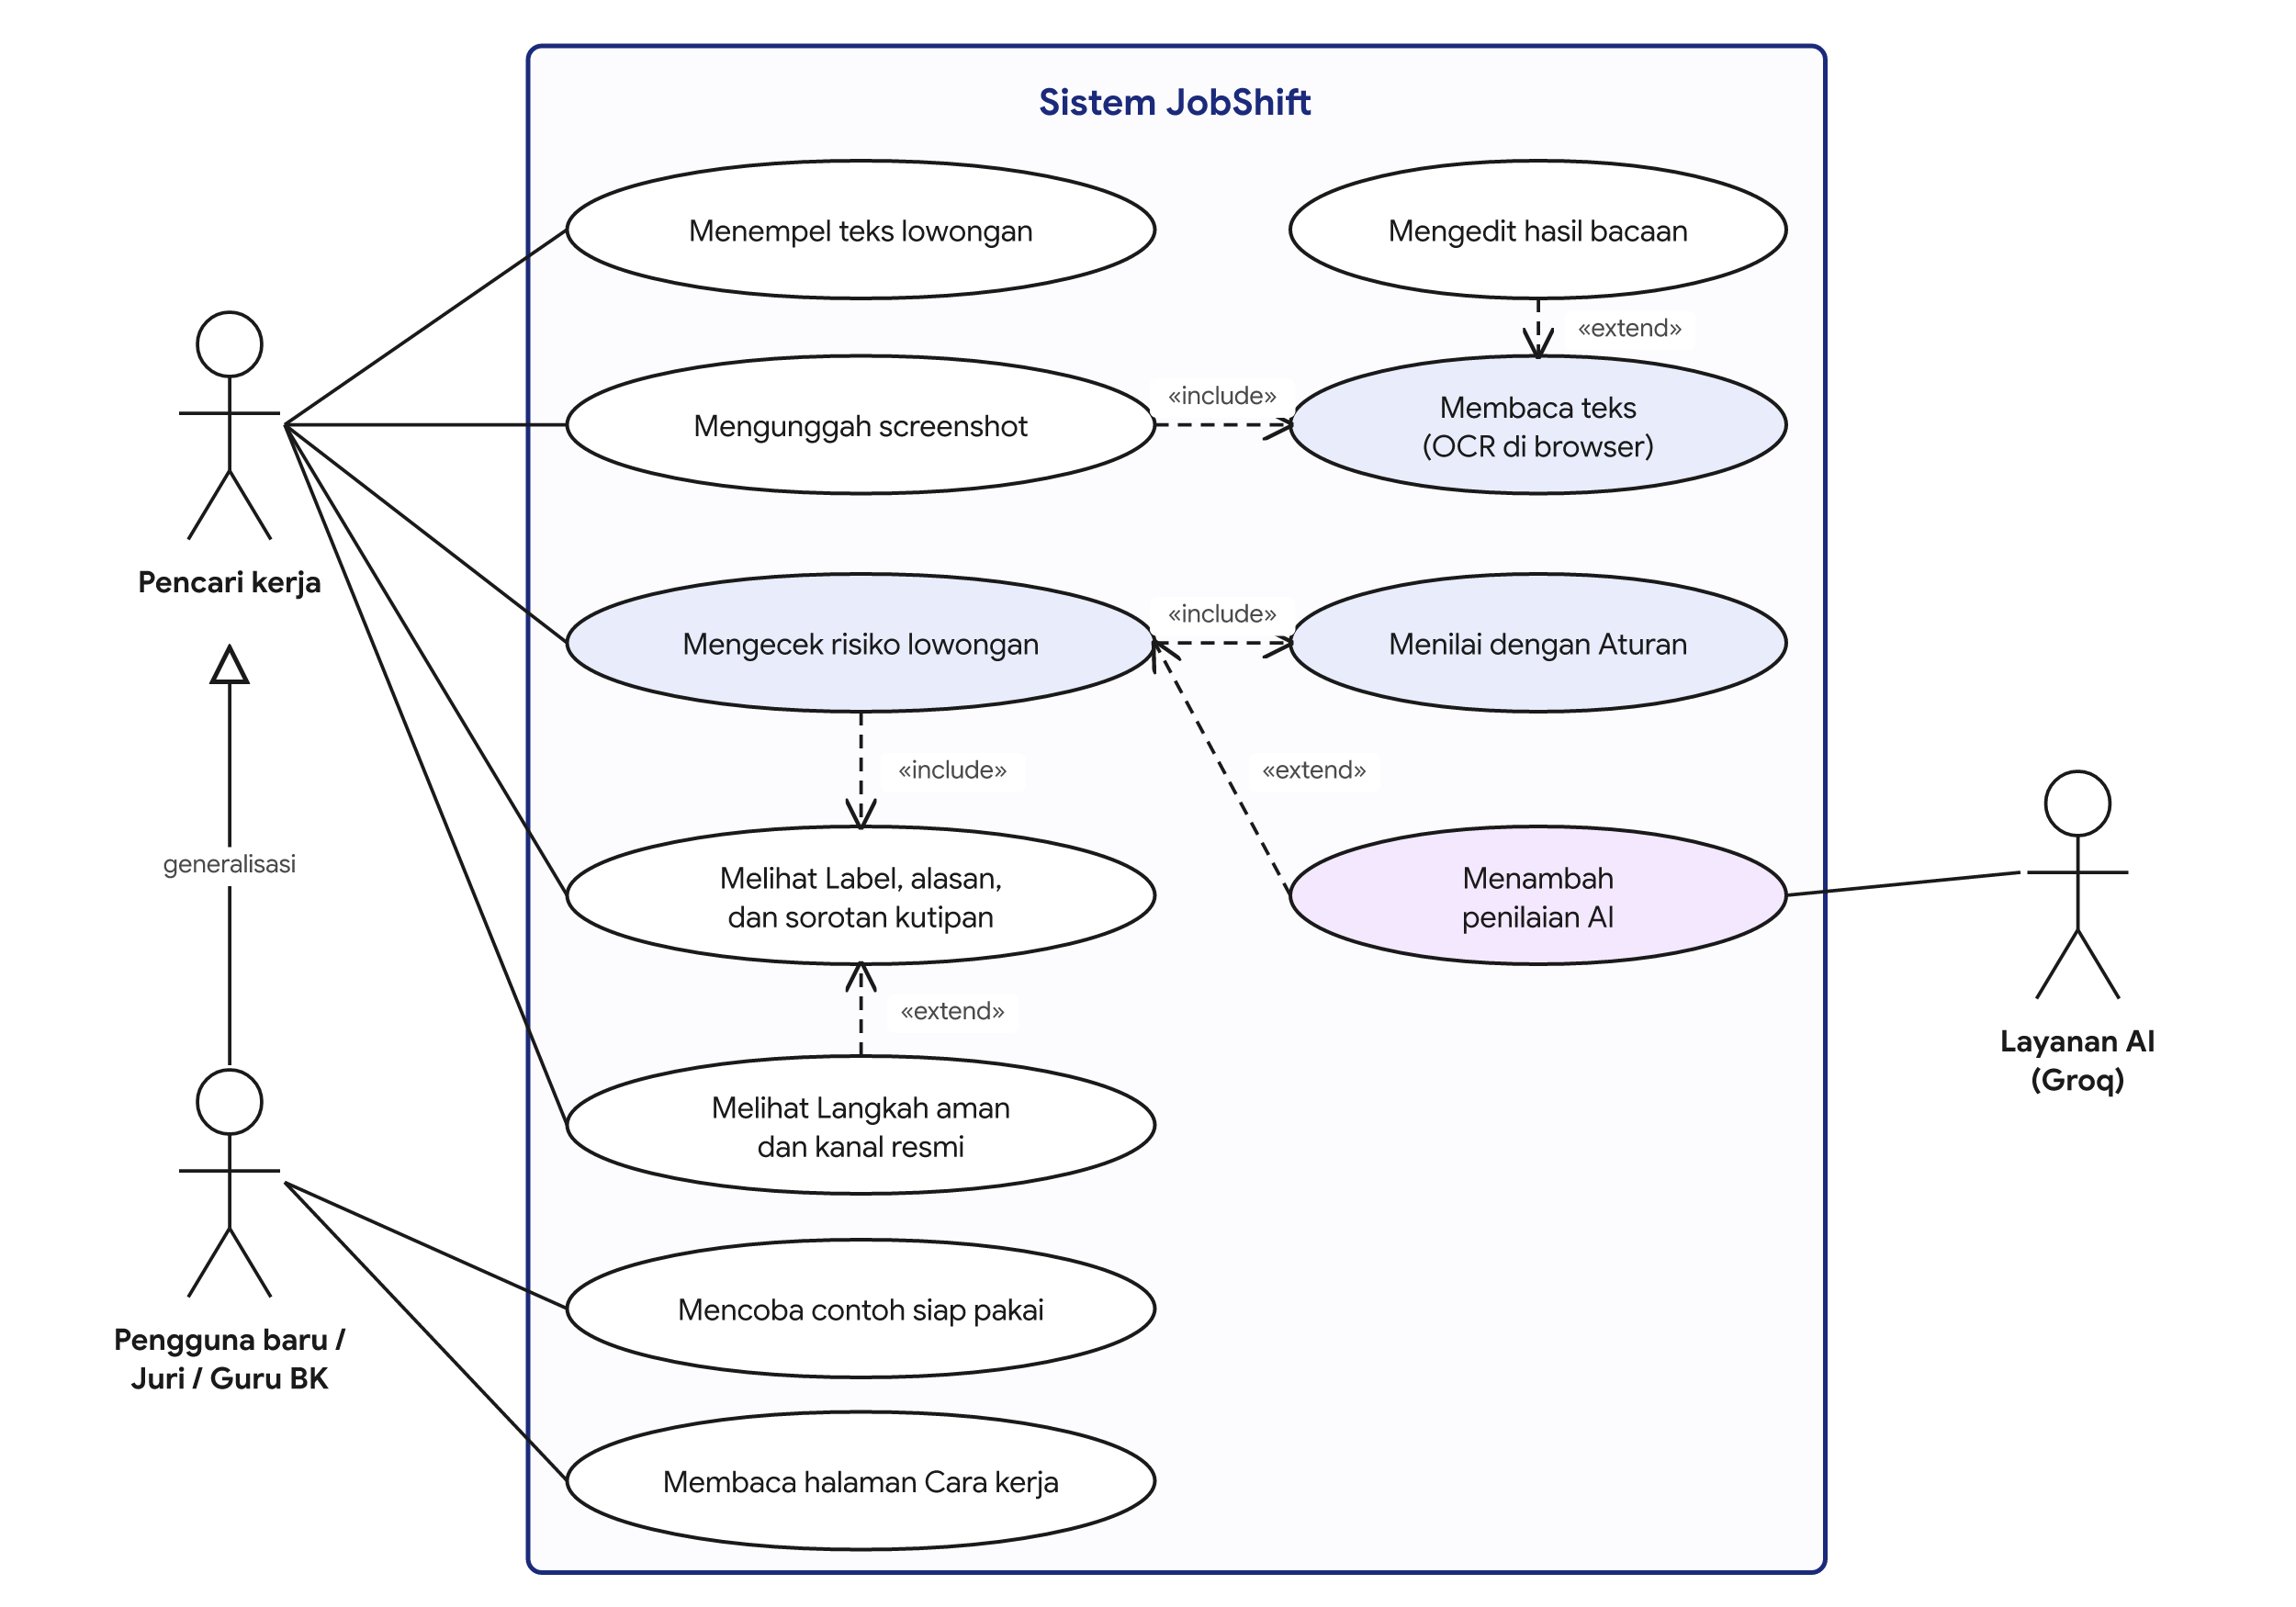 Sistem JobShift
Menempel teks lowongan
Mengedit hasil bacaan
«extend»
Mengunggah screenshot
«include»
Membaca teks
(OCR di browser)
Pencari kerja
Mengecek risiko lowongan
«include»
Menilai dengan Aturan
«include»
«extend»
generalisasi
Melihat Label, alasan,
dan sorotan kutipan
Menambah
penilaian AI
«extend»
Layanan AI
(Groq)
Melihat Langkah aman
dan kanal resmi
Pengguna baru /
Juri / Guru BK
Mencoba contoh siap pakai
Membaca halaman Cara kerja